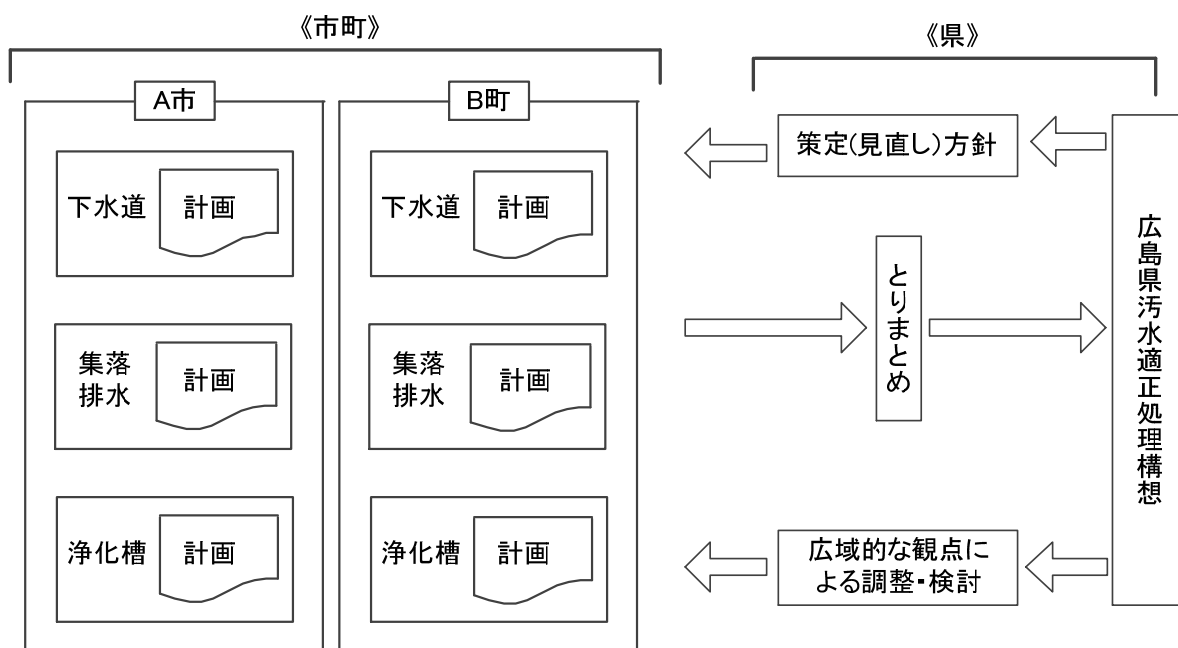 《市町》
《県》
A市
B町
下水道
計画
下水道
計画
集落
排水
計画
集落
排水
計画
浄化槽
計画
浄化槽
計画
策定(見直し)方針
とりまとめ
広域的な観点に
よる調整・検討
広島県汚水適正処理構想